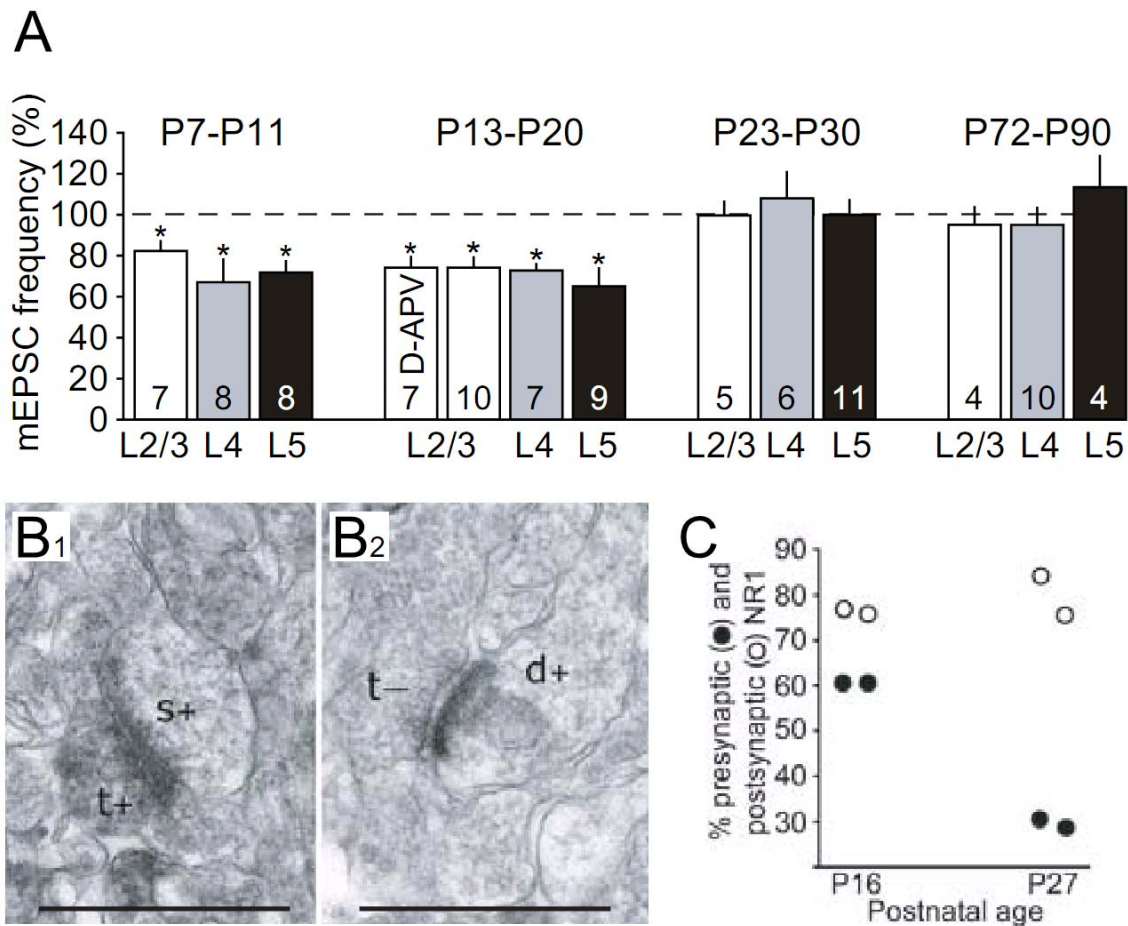 A
mEPSC frequency (%)
140
120
100
80
60
40
20
0
P7-P11
P13-P20
P23-P30
P72-P90
* * *
* * * *
D-APV
7 8 8
7 10 7 9
5 6 11
4 10 4
L2/3 L4 L5
L2/3 L4 L5
L2/3 L4 L5
L2/3 L4 L5
B1
s+
t+
B2
t–
d+
C
% presynaptic (●) and
postsynaptic (O) NR1
90
80
70
60
50
40
30
P16 P27
Postnatal age